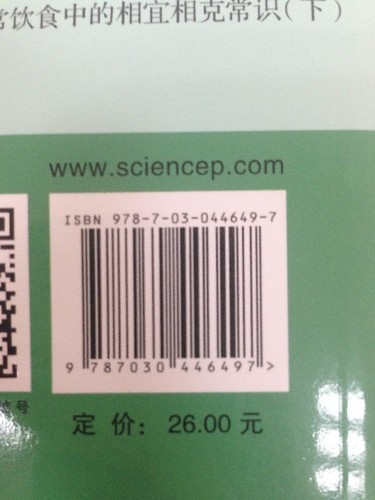 常饮食中的相宜相克常识(下)
www.sciencep.com
ISBN 978-7-03-044649-7
9 787030 446497 >
号
定 价: 26.00 元